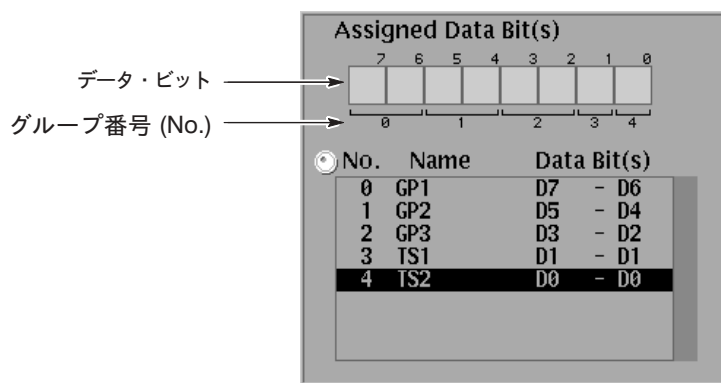 Assigned Data Bit(s)
7 6 5 4 3 2 1 0
データ・ビット
グループ番号 (No.)
0 1 2 3 4
No. Name Data Bit(s)
0 GP1 D7 - D6
1 GP2 D5 - D4
2 GP3 D3 - D2
3 TS1 D1 - D1
4 TS2 D0 - D0